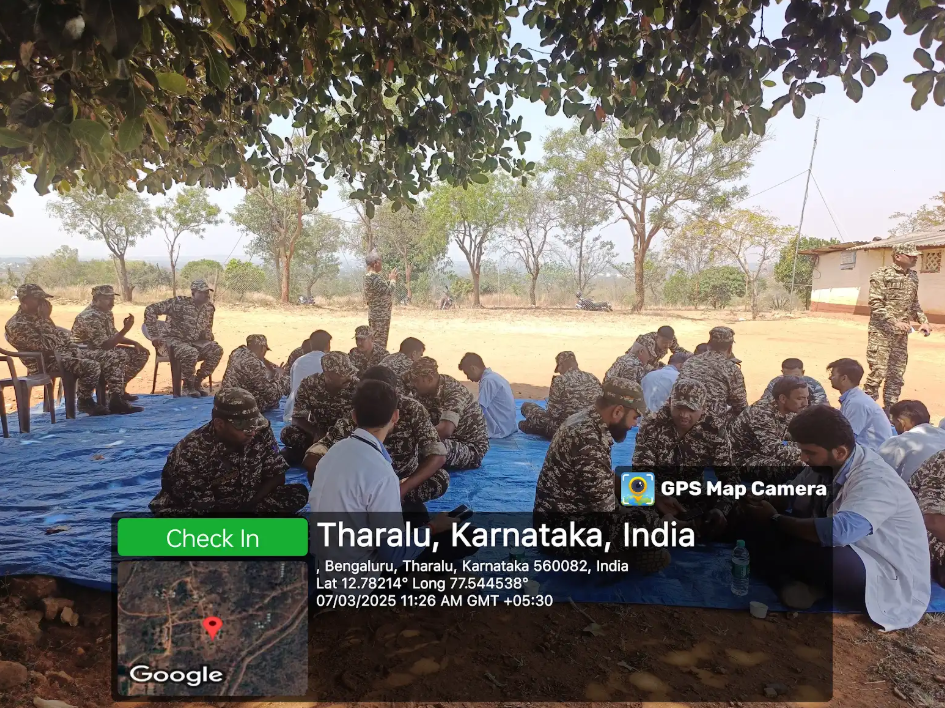 GPS Map Camera
Check In
Tharalu, Karnataka, India
, Bengaluru, Tharalu, Karnataka 560082, India
Lat 12.78214° Long 77.544538°
07/03/2025 11:26 AM GMT +05:30
Google